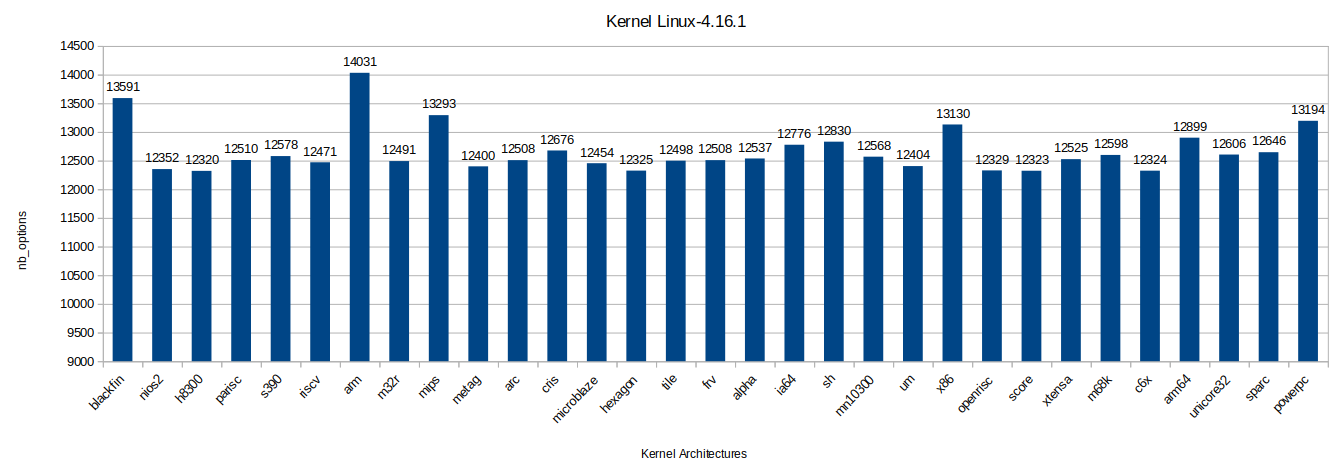 Kernel Linux-4.16.1
nb_options
14500
14000
13500
13000
12500
12000
11500
11000
10500
10000
9500
9000
13591
12352
12320
12510
12578
12471
14031
12491
13293
12400
12508
12676
12454
12325
12498
12508
12537
12776
12830
12568
12404
13130
12329
12323
12525
12598
12324
12899
12606
12646
13194
blackfin
nios2
h8300
parisc
s390
riscv
arm
m32r
mips
metag
arc
cris
microblaze
hexagon
tile
frv
alpha
ia64
sh
mn10300
um
x86
openrisc
score
xtensa
m68k
c6x
arm64
unicore32
sparc
powerpc
Kernel Architectures